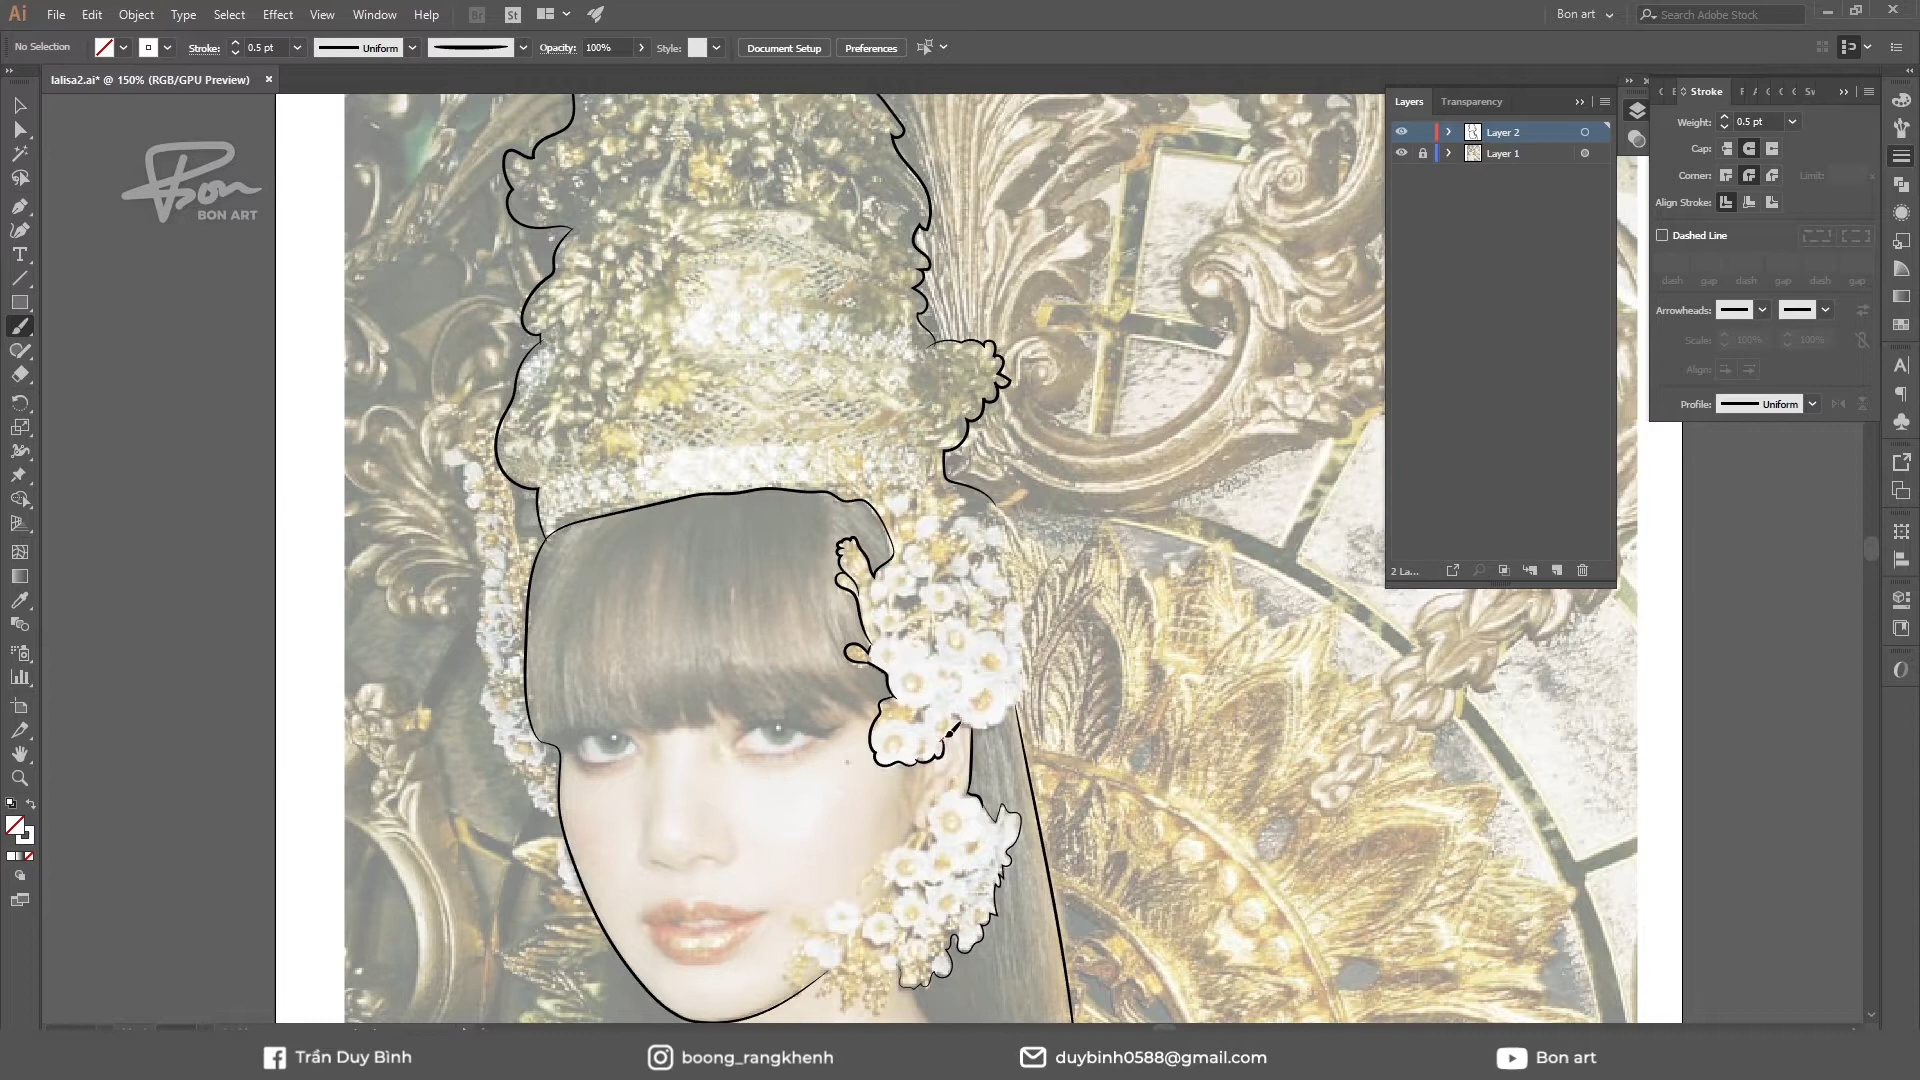 Ai File Edit Object Type Select Effect View Window Help Br St Bon art Search Adobe Stock
No Selection Stroke: 0.5 pt Uniform Opacity: 100% Style: Document Setup Preferences
lalisa2.ai* @ 150% (RGB/GPU Preview)
Bon
BON ART
Layers Transparency
Layer 2
Layer 1
2 La...
Stroke
Weight: 0.5 pt
Cap:
Corner: Limit: x
Align Stroke:
Dashed Line
dash gap dash gap dash gap
Arrowheads:
Scale: 100% 100%
Align:
Profile: Uniform
Trần Duy Bình
boong_rangkhenh
duybinh0588@gmail.com
Bon art